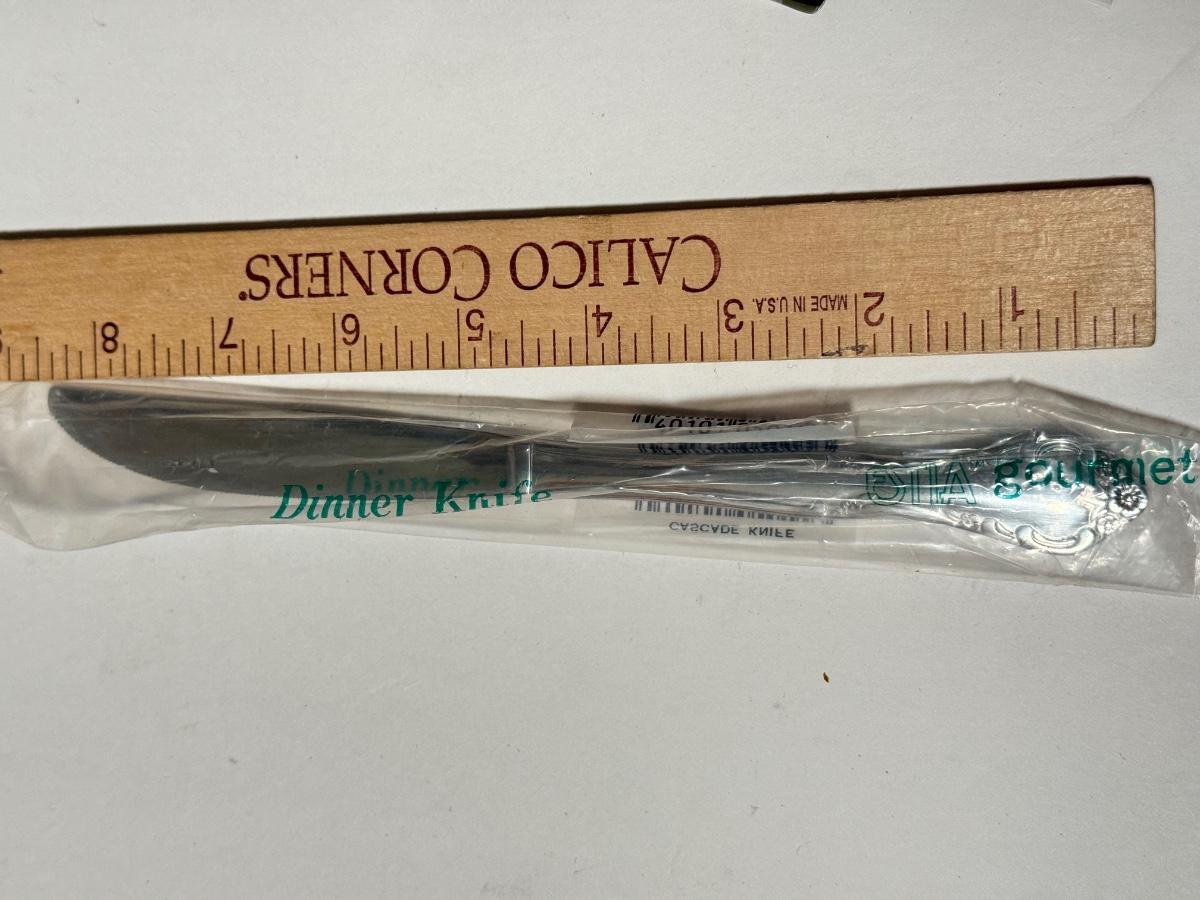 CALICO CORNERS®
MADE IN U.S.A.
1 2 3 4 5 6 7 8
Dinner Knife
gourmet
CASCADE KNIFE